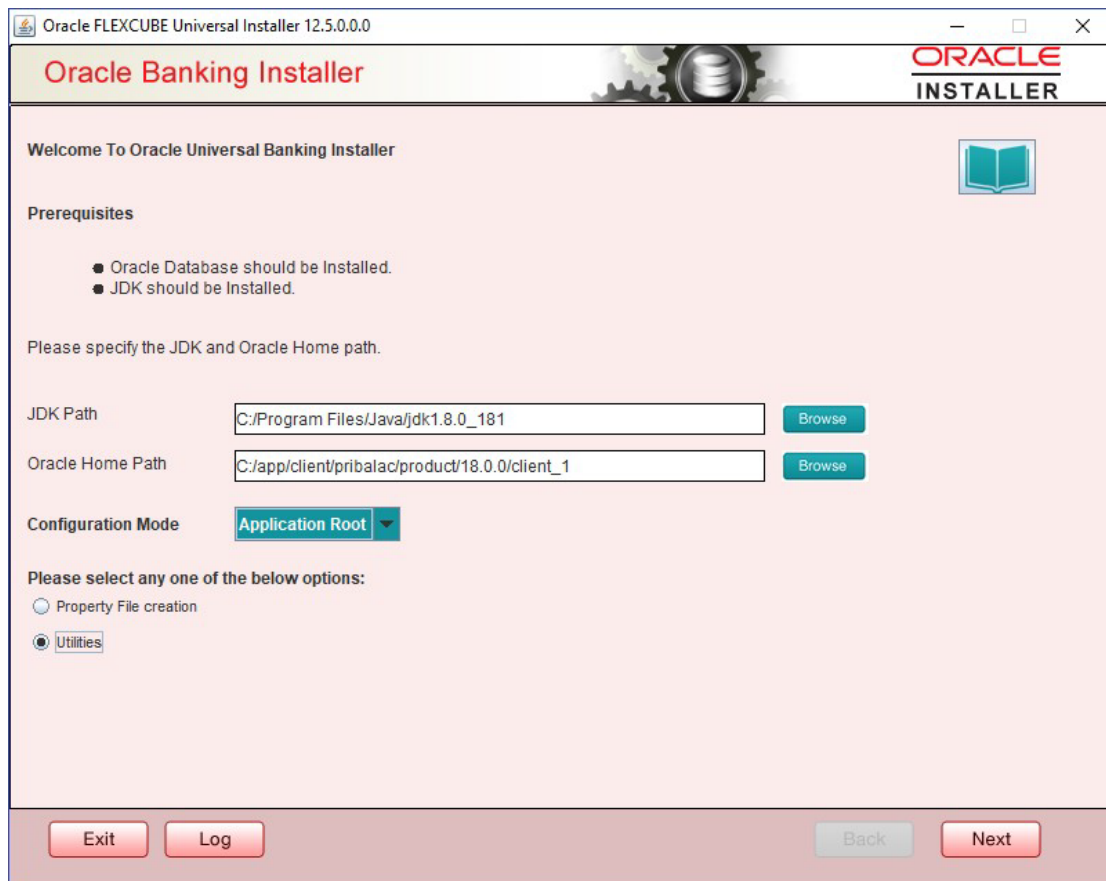 Oracle FLEXCUBE Universal Installer 12.5.0.0.0
Oracle Banking Installer
ORACLE
INSTALLER
Welcome To Oracle Universal Banking Installer
Prerequisites
Oracle Database should be Installed.
JDK should be Installed.
Please specify the JDK and Oracle Home path.
JDK Path C:/Program Files/Java/jdk1.8.0_181 Browse
Oracle Home Path C:/app/client/pribalac/product/18.0.0/client_1 Browse
Configuration Mode Application Root
Please select any one of the below options:
Property File creation
Utilities
Exit Log Back Next